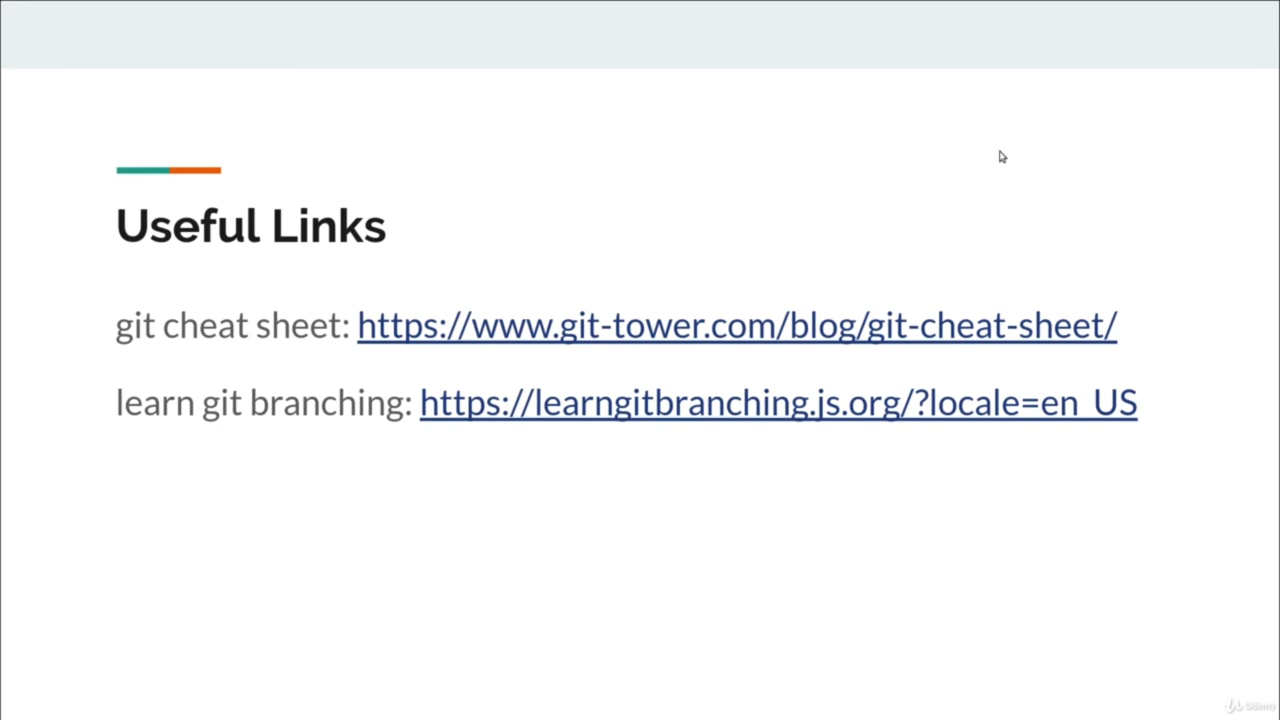 Useful Links
git cheat sheet: https://www.git-tower.com/blog/git-cheat-sheet/
learn git branching: https://learngitbranching.js.org/?locale=en_US
Udemy